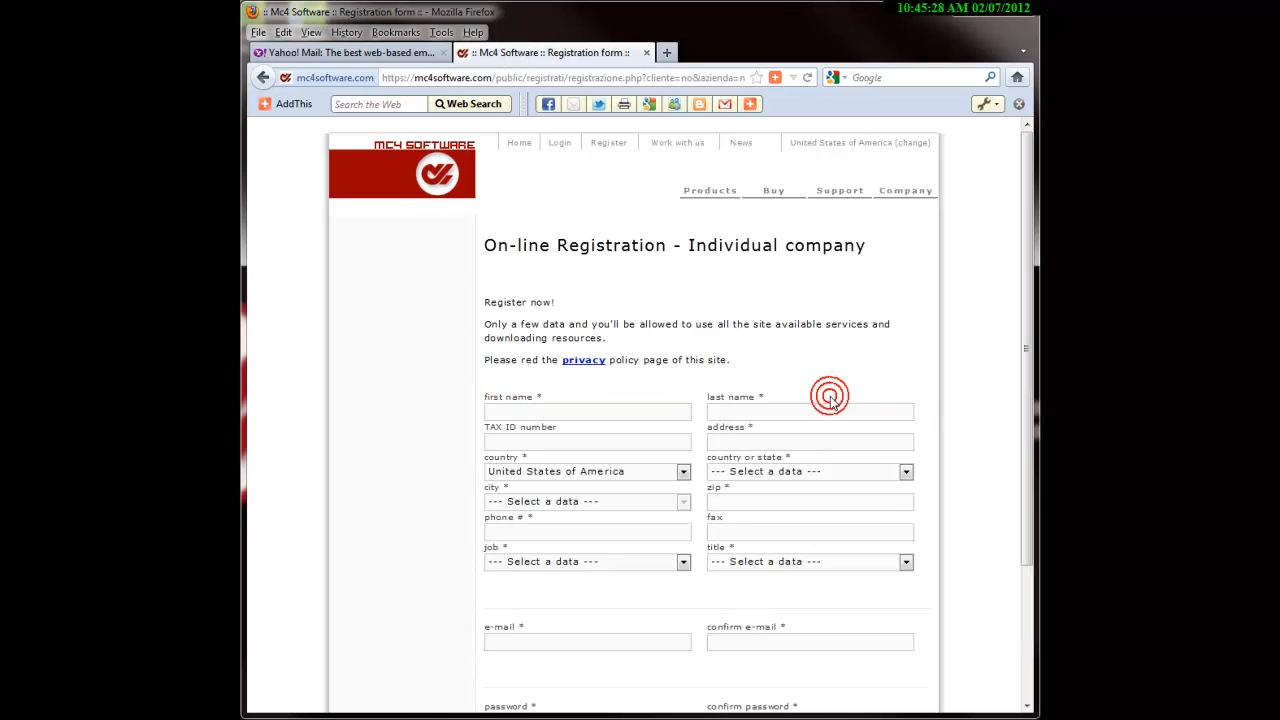 10:45:28 AM 02/07/2012
:: Mc4 Software :: Registration form :: - Mozilla Firefox
File Edit View History Bookmarks Tools Help
Yahoo! Mail: The best web-based em... × :: Mc4 Software :: Registration form :: × +
mc4software.com https://mc4software.com/public/registrati/registrazione.php?cliente=no&azienda=n Google
AddThis Search the Web Web Search
MC4 SOFTWARE Home Login Register Work with us News United States of America (change)
Products Buy Support Company
On-line Registration - Individual company
Register now!
Only a few data and you'll be allowed to use all the site available services and
downloading resources.
Please red the privacy policy page of this site.
first name * last name *
TAX ID number address *
country * country or state *
United States of America --- Select a data ---
city * zip *
--- Select a data ---
phone # * fax
job * title *
--- Select a data --- --- Select a data ---
e-mail * confirm e-mail *
password * confirm password *